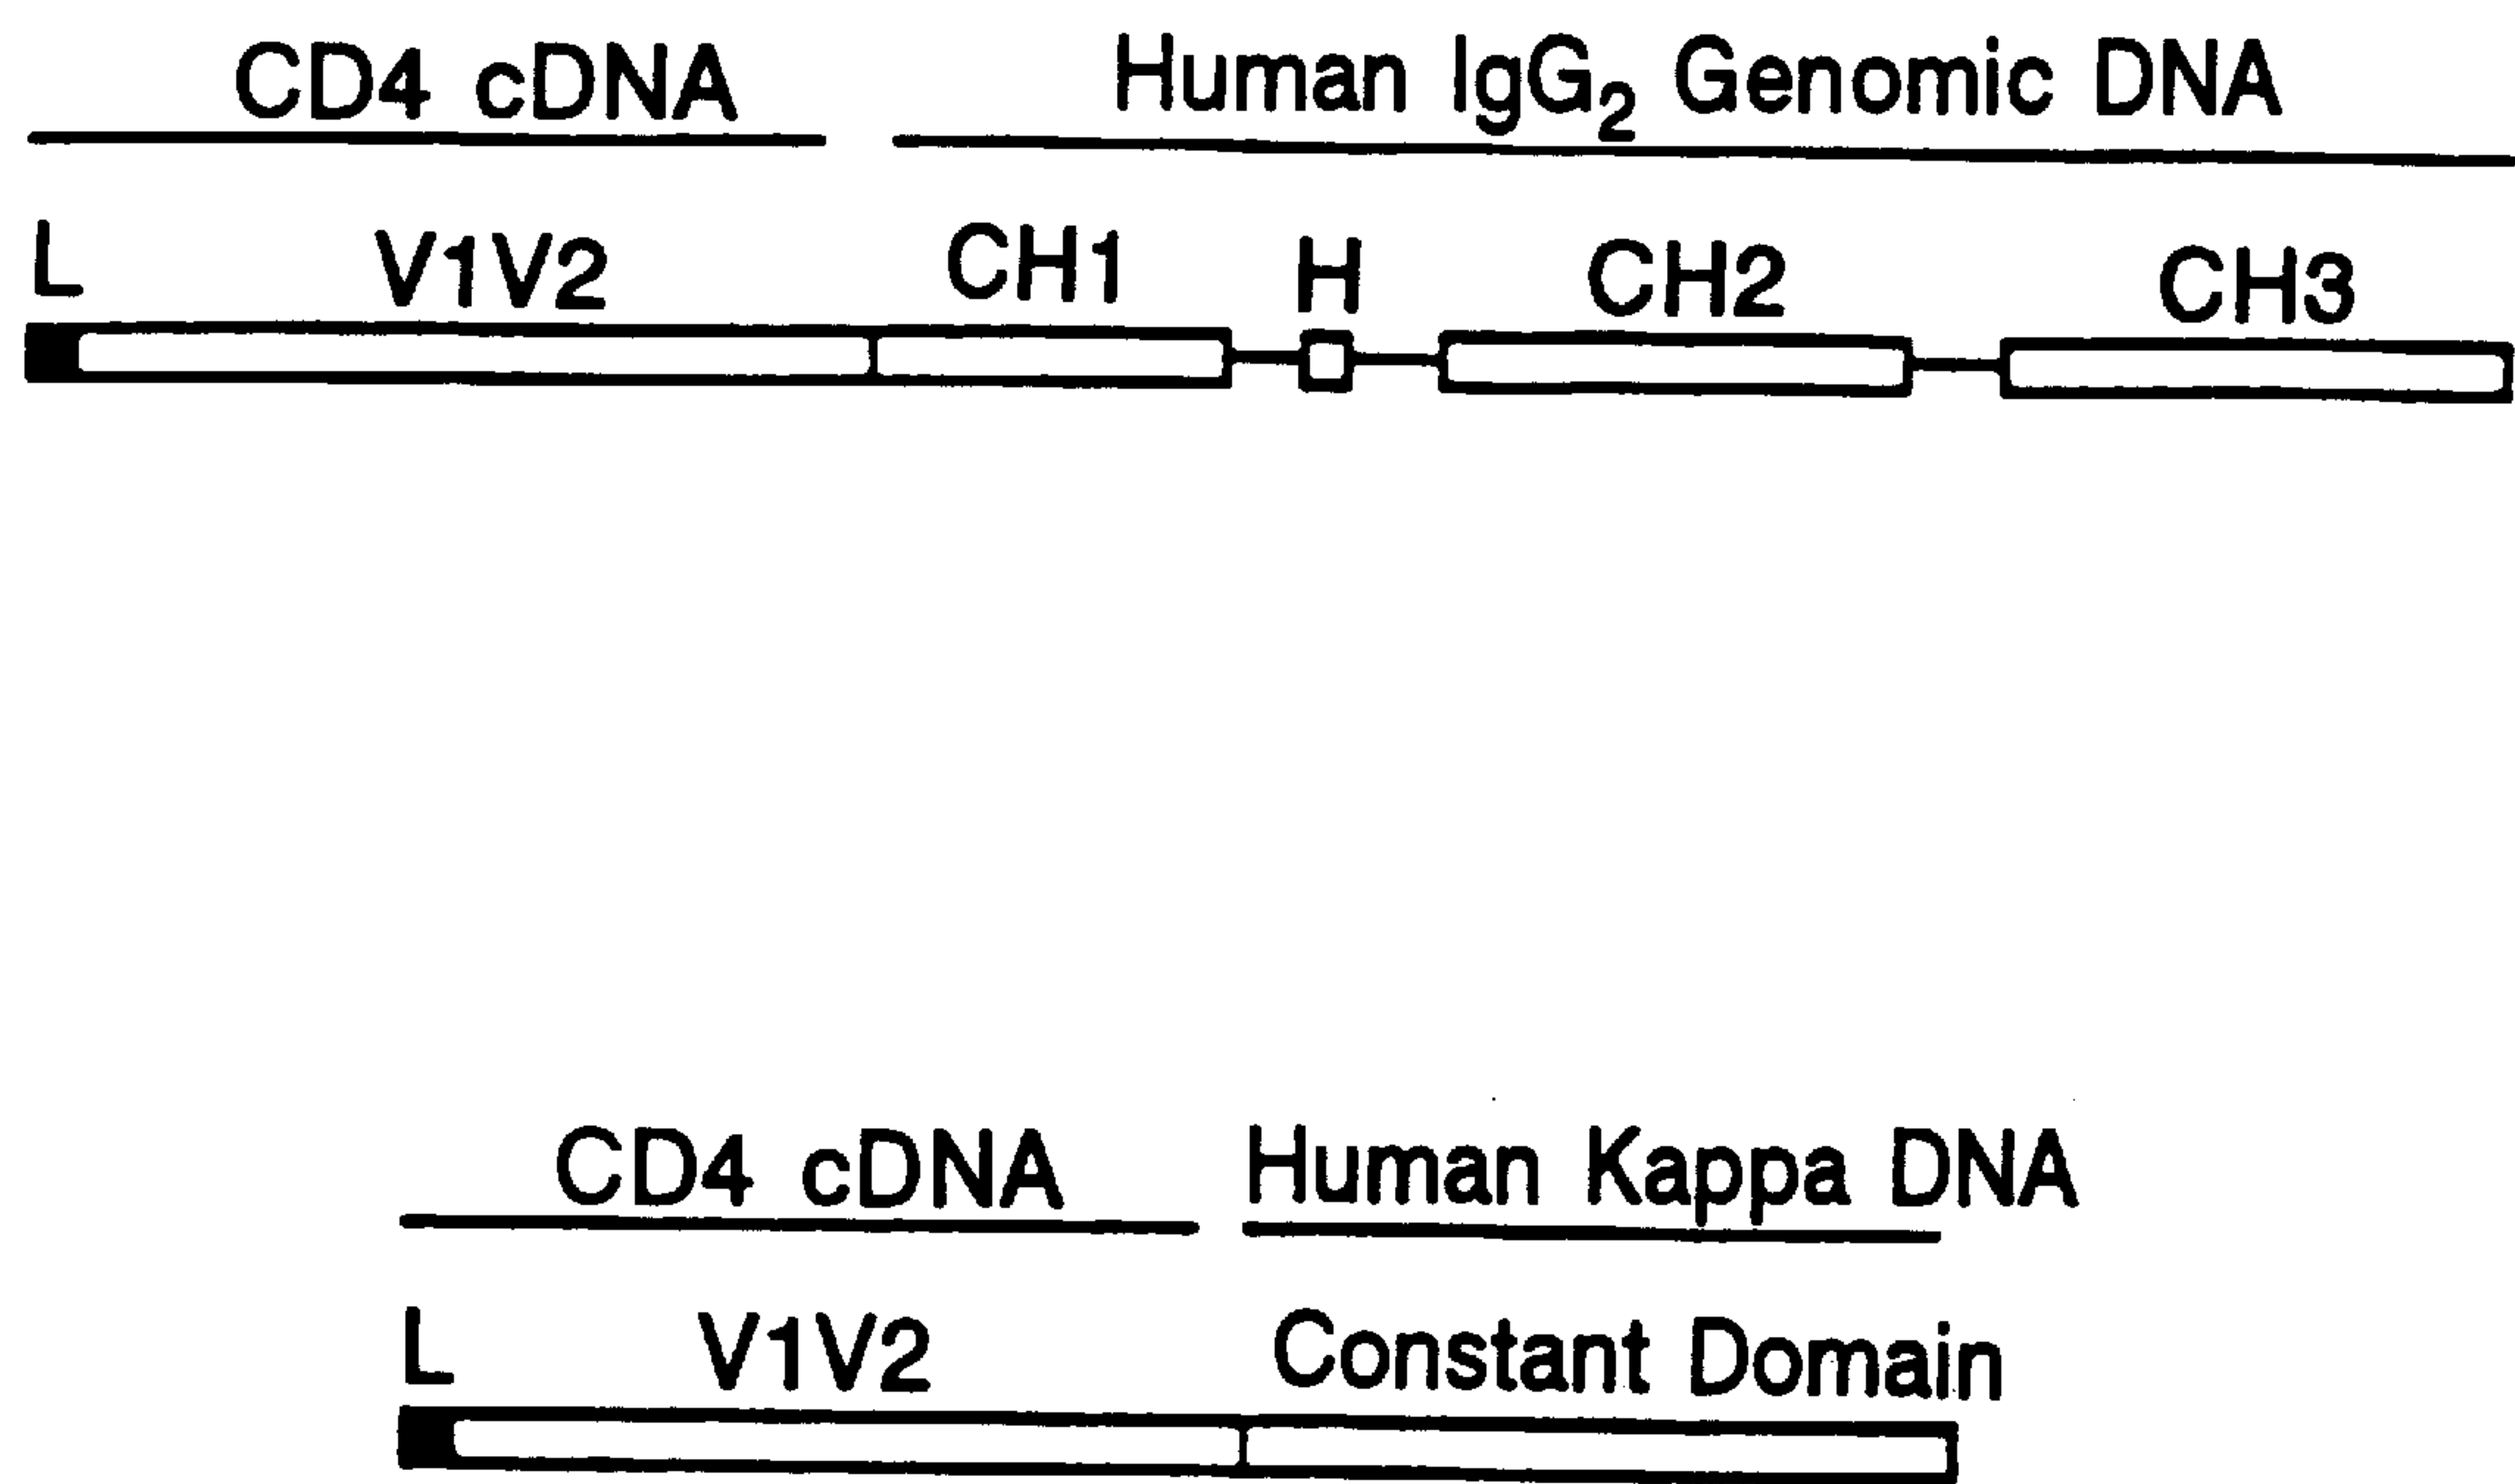 CD4 cDNA Human IgG₂ Genomic DNA
L V1V2 CH1 H CH2 CH3
CD4 cDNA Human Kappa DNA
L V1V2 Constant Domain